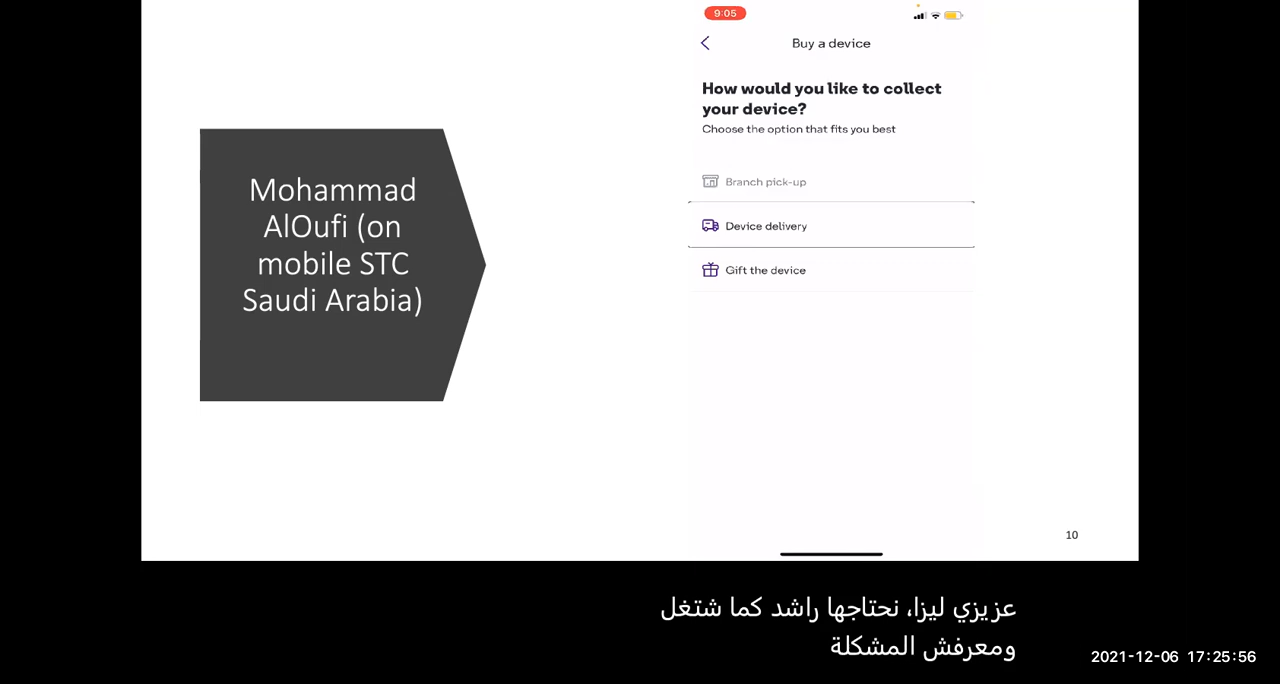 Mohammad
AlOufi (on
mobile STC
Saudi Arabia)
9:05
Buy a device
How would you like to collect
your device?
Choose the option that fits you best
Branch pick-up
Device delivery
Gift the device
10
عزيزي ليزا، نحتاجها راشد كما شتغل
ومعرفش المشكلة
2021-12-06 17:25:56